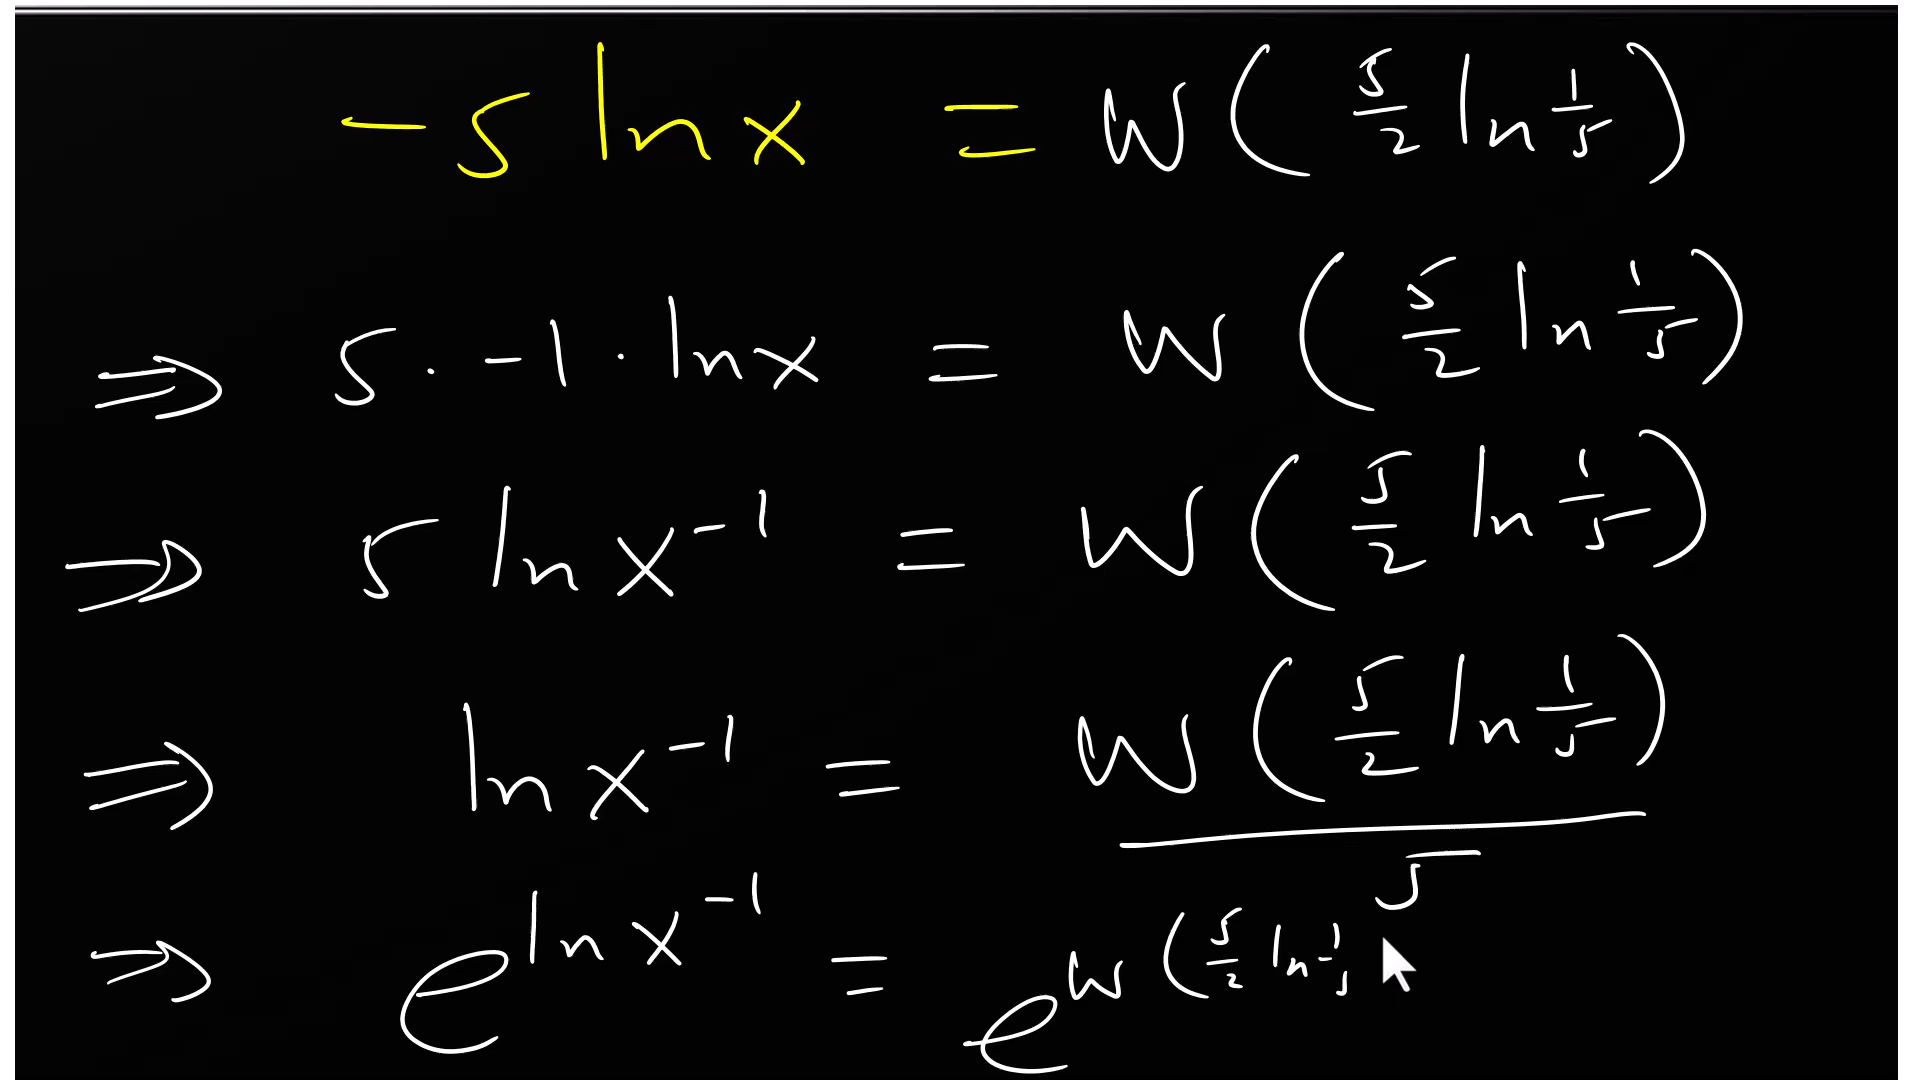 -5 ln x = W( 5/2 ln 1/5 )
⇒ 5 · -1 · ln x = W( 5/2 ln 1/5 )
⇒ 5 ln x^-1 = W( 5/2 ln 1/5 )
⇒ ln x^-1 = W( 5/2 ln 1/5 ) / 5
⇒ e^(ln x^-1) = e^W( 5/2 ln 1/5